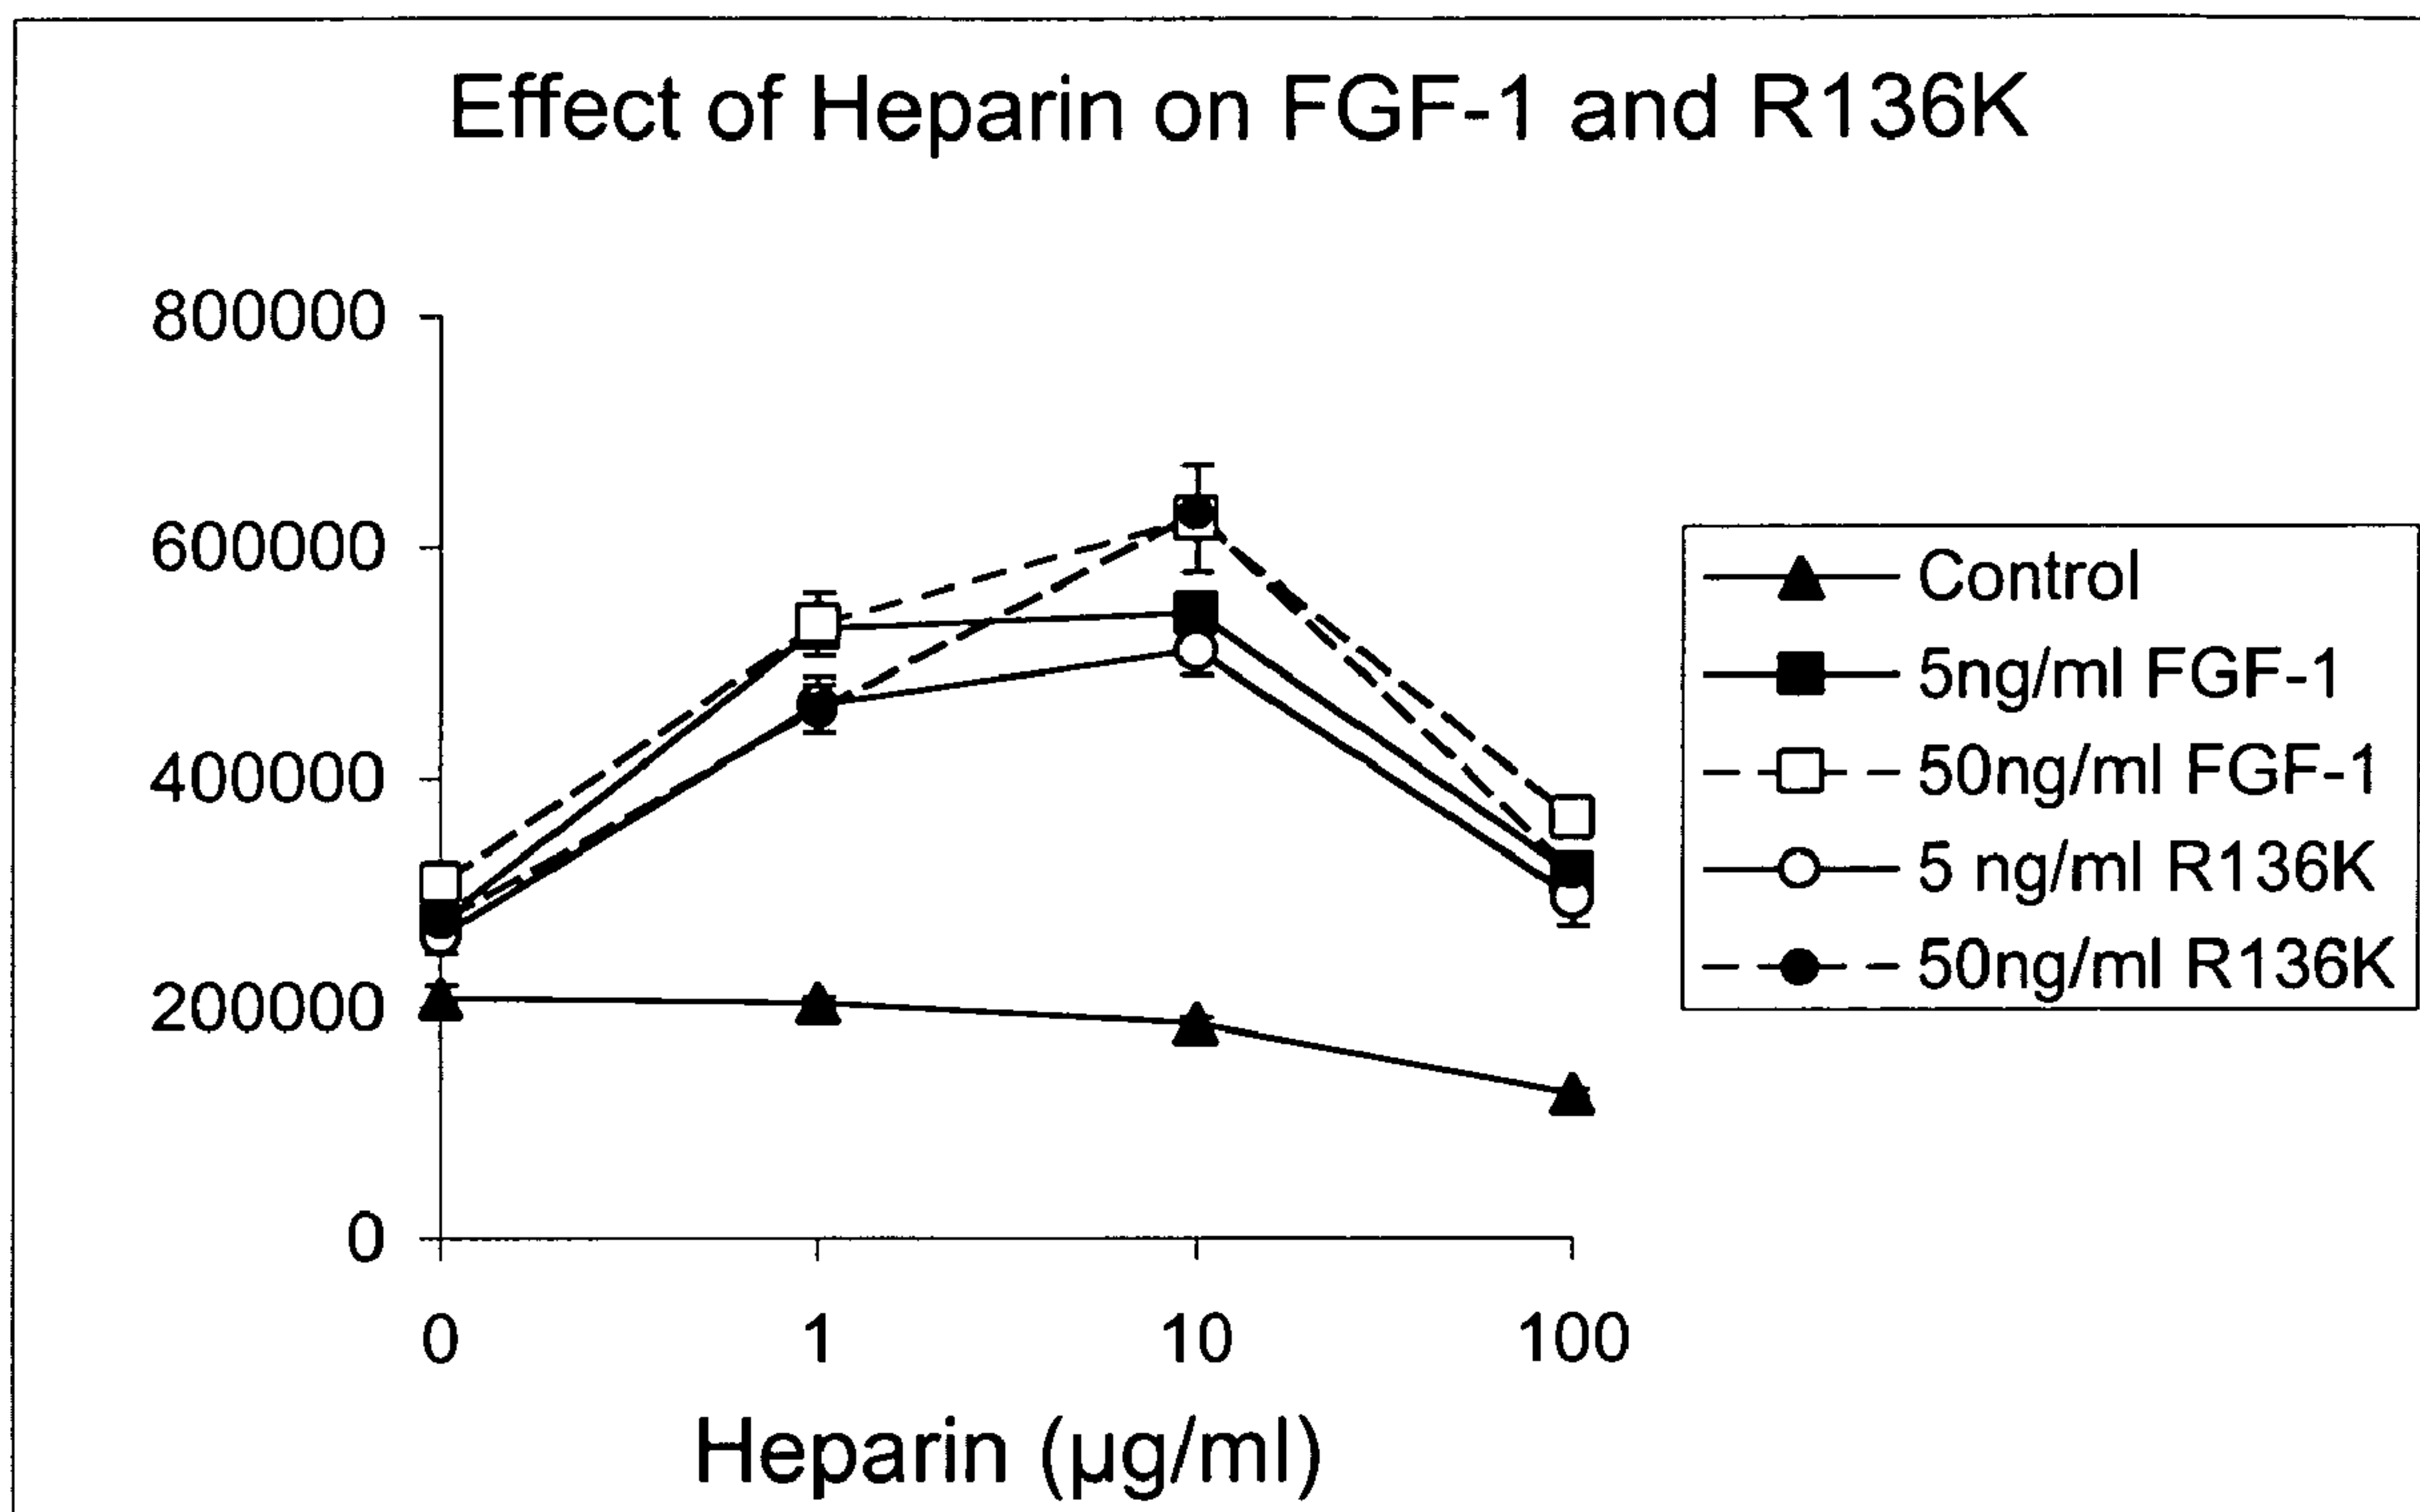 Effect of Heparin on FGF-1 and R136K
800000
600000
400000
200000
0
0 1 10 100
Heparin (µg/ml)
Control
5ng/ml FGF-1
50ng/ml FGF-1
5 ng/ml R136K
50ng/ml R136K